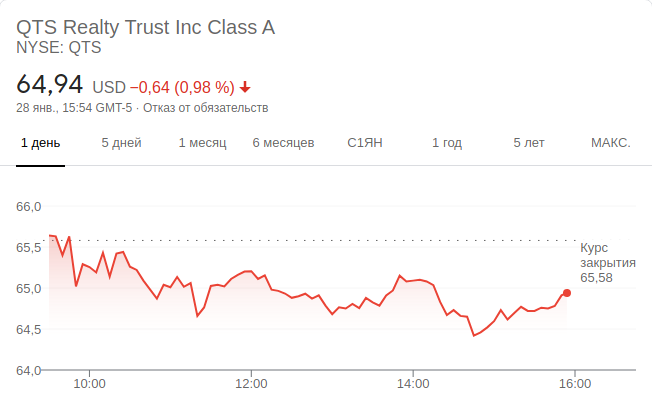 QTS Realty Trust Inc Class A
NYSE: QTS
64,94 USD −0,64 (0,98 %)
28 янв., 15:54 GMT-5 · Отказ от обязательств
1 день 5 дней 1 месяц 6 месяцев С1ЯН 1 год 5 лет МАКС.
66,0
65,5
65,0
64,5
64,0
Курс
закрытия
65,58
10:00 12:00 14:00 16:00